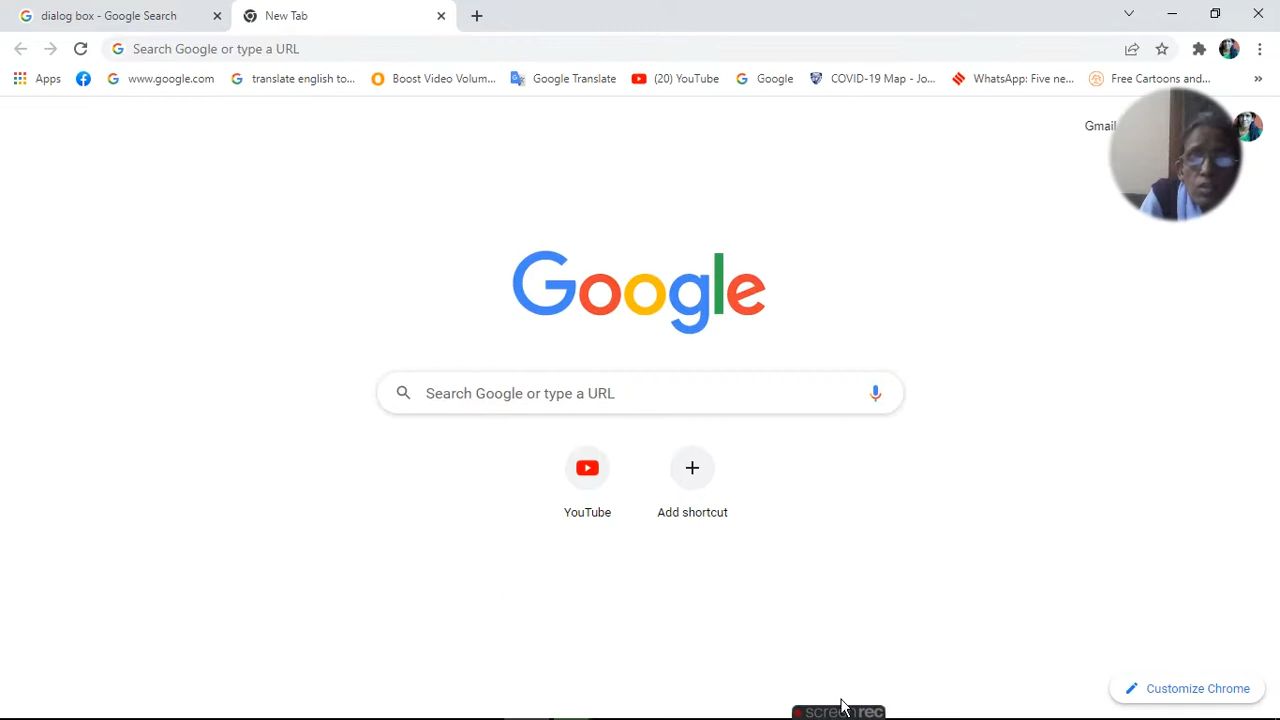 dialog box - Google Search
New Tab
Search Google or type a URL
Apps
www.google.com
translate english to...
Boost Video Volum...
Google Translate
(20) YouTube
Google
COVID-19 Map - Jo...
WhatsApp: Five ne...
Free Cartoons and...
Gmail
Google
Search Google or type a URL
YouTube
Add shortcut
Customize Chrome
screenrec